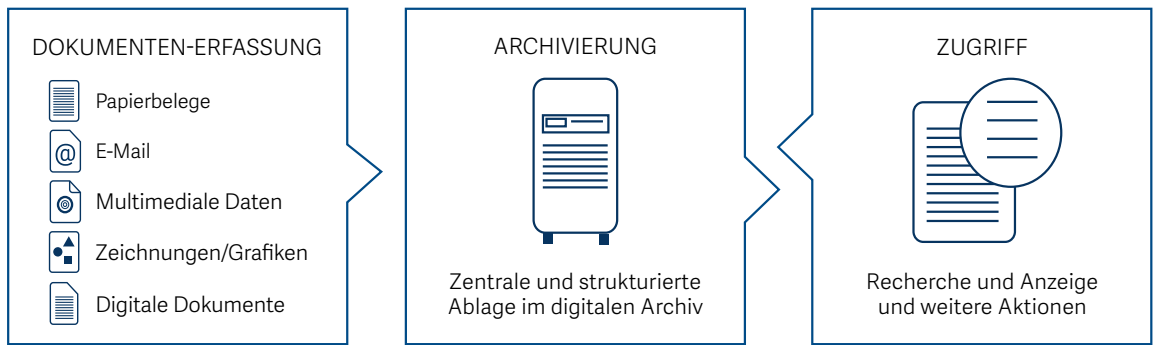 DOKUMENTEN-ERFASSUNG
Papierbelege
@ E-Mail
Multimediale Daten
Zeichnungen/Grafiken
Digitale Dokumente
ARCHIVIERUNG
Zentrale und strukturierte
Ablage im digitalen Archiv
ZUGRIFF
Recherche und Anzeige
und weitere Aktionen